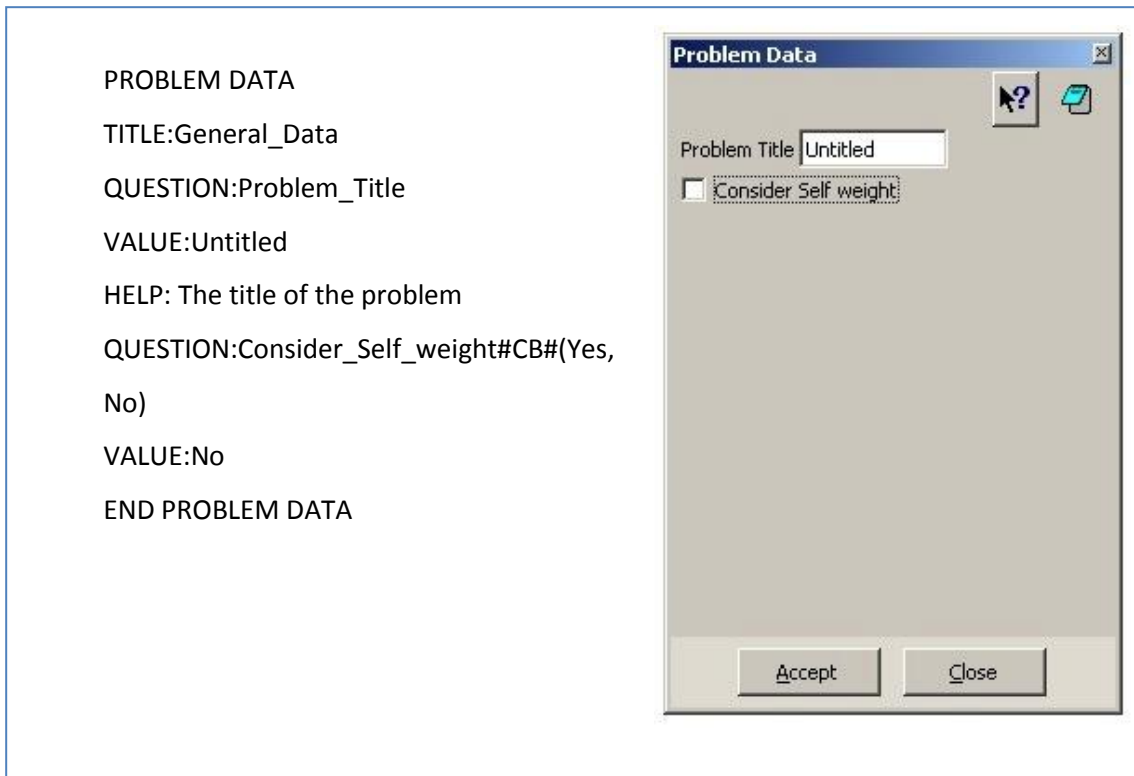 PROBLEM DATA
TITLE:General_Data
QUESTION:Problem_Title
VALUE:Untitled
HELP: The title of the problem
QUESTION:Consider_Self_weight#CB#(Yes,
No)
VALUE:No
END PROBLEM DATA
Problem Data
?
Problem Title Untitled
Consider Self weight
Accept Close